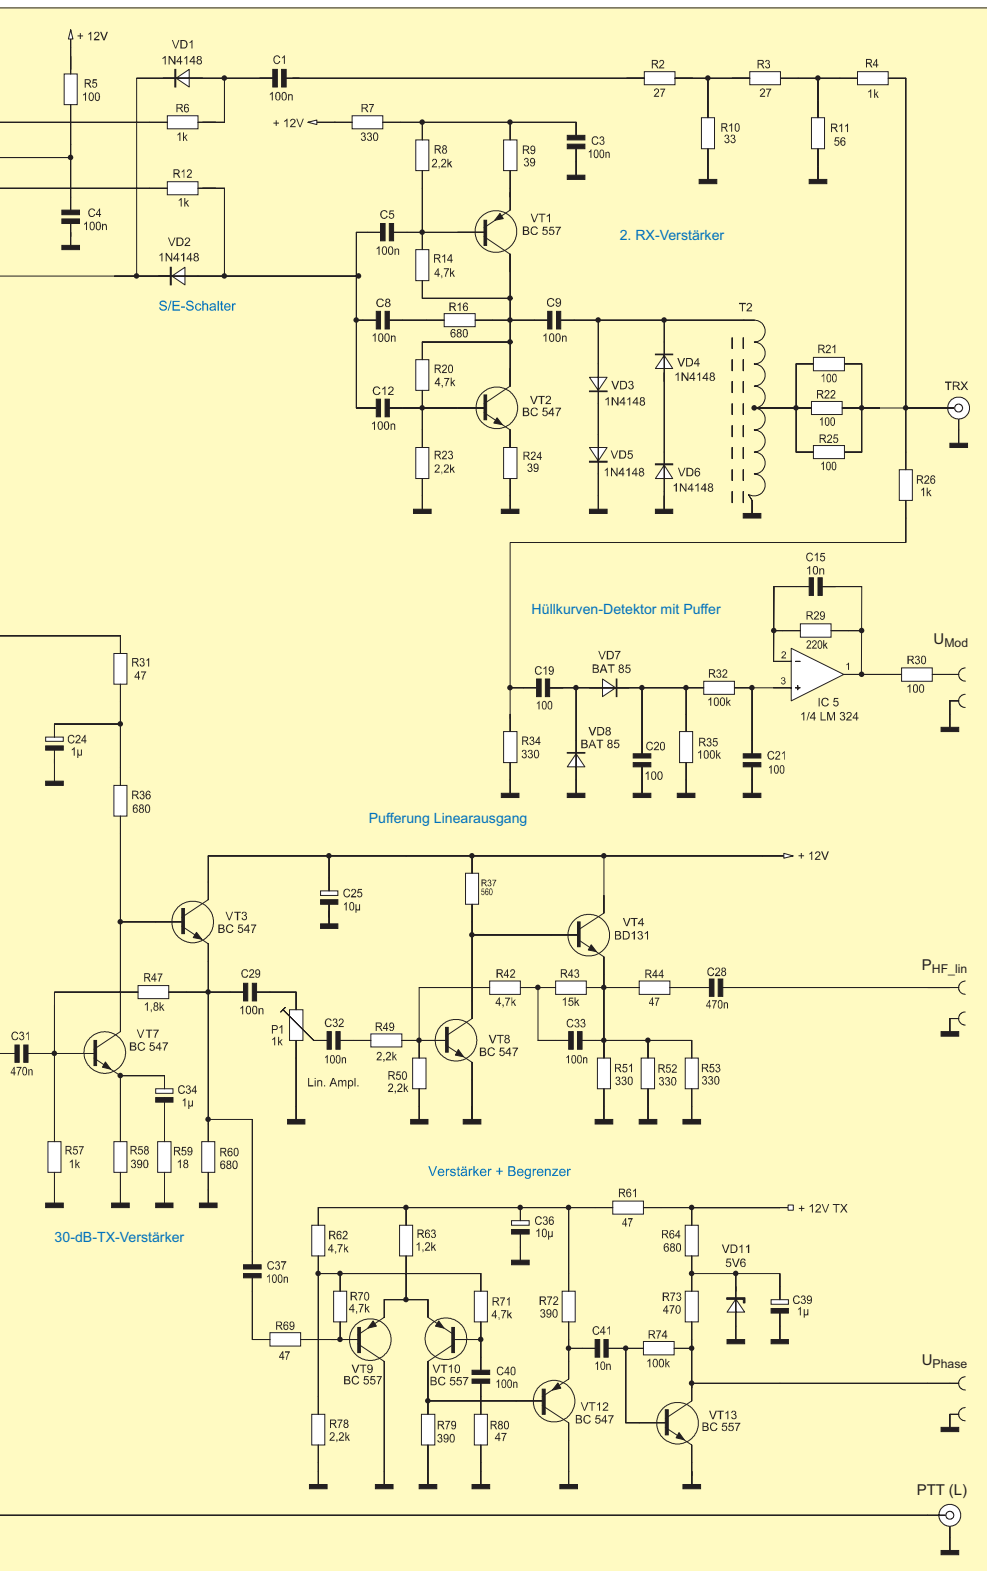 + 12V
VD1
1N4148
C1
100n
R5
100
R6
1k
R2
27
R3
27
R4
1k
+ 12V
R7
330
R8
2,2k
R9
39
C3
100n
R10
33
R11
56
R12
1k
C4
100n
VD2
1N4148
S/E-Schalter
C5
100n
VT1
BC 557
2. RX-Verstärker
R14
4,7k
C8
100n
R16
680
C9
100n
T2
R20
4,7k
C12
100n
VT2
BC 547
VD3
1N4148
VD4
1N4148
R21
100
R22
100
R25
100
TRX
R23
2,2k
R24
39
VD5
1N4148
VD6
1N4148
R26
1k
C15
10n
Hüllkurven-Detektor mit Puffer
R29
220k
U Mod
R31
47
C24
1µ
C19
100
VD7
BAT 85
R32
100k
2
-
3
+
1
IC 5
1/4 LM 324
R30
100
R34
330
VD8
BAT 85
C20
100
R35
100k
C21
100
R36
680
Pufferung Linearausgang
+ 12V
VT3
BC 547
C25
10µ
R37
560
VT4
BD131
R47
1,8k
C29
100n
R42
4,7k
R43
15k
R44
47
C28
470n
P HF_lin
C31
470n
VT7
BC 547
P1
1k
C32
100n
R49
2,2k
VT8
BC 547
C33
100n
Lin. Ampl.
R50
2,2k
R51
330
R52
330
R53
330
C34
1µ
R57
1k
R58
390
R59
18
R60
680
30-dB-TX-Verstärker
Verstärker + Begrenzer
R61
47
+ 12V TX
R62
4,7k
R63
1,2k
C36
10µ
R64
680
VD11
5V6
C37
100n
R70
4,7k
R71
4,7k
R72
390
R73
470
C39
1µ
R69
47
VT9
BC 557
VT10
BC 557
C40
100n
C41
10n
R74
100k
U Phase
VT12
BC 547
VT13
BC 557
R78
2,2k
R79
390
R80
47
PTT (L)